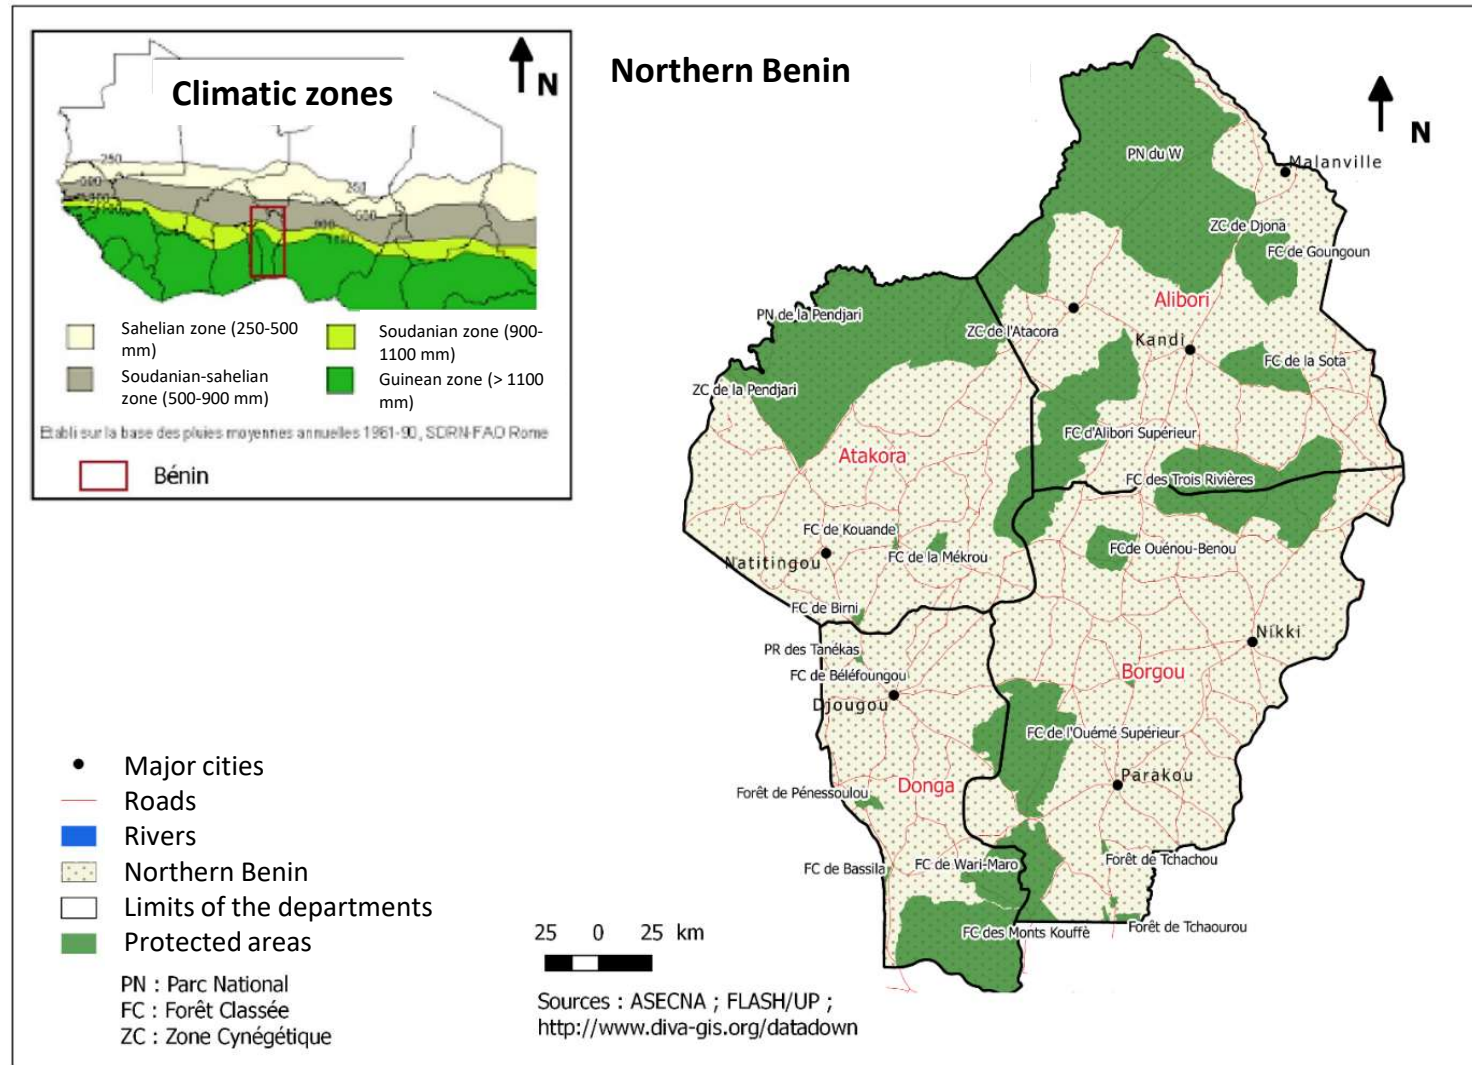 Climatic zones
N
250
500
900
250
500
900
Sahelian zone (250-500
mm)
Soudanian zone (900-
1100 mm)
Soudanian-sahelian
zone (500-900 mm)
Guinean zone (> 1100
mm)
Etabli sur la base des pluies moyennes annuelles 1961-90, SDRN-FAO Rome
Bénin
Northern Benin
N
PN du W
Malanville
ZC de Djona
FC de Goungoun
Alibori
PN de la Pendjari
ZC de l'Atacora
Kandi
FC de la Sota
ZC de la Pendjari
FC d'Alibori Supérieur
Atakora
FC des Trois Rivières
FC de Kouande
FC de la Mékrou
FCde Ouénou-Benou
Natitingou
FC de Birni
Nikki
PR des Tanékas
FC de Béléfoungou
Borgou
Djougou
FC de l'Ouémé Supérieur
Parakou
Donga
Forêt de Pénessoulou
FC de Bassila
FC de Wari-Maro
Forêt de Tchachou
FC des Monts Kouffè
Forêt de Tchaourou
Major cities
Roads
Rivers
Northern Benin
Limits of the departments
Protected areas
PN : Parc National
FC : Forêt Classée
ZC : Zone Cynégétique
25 0 25 km
Sources : ASECNA ; FLASH/UP ;
http://www.diva-gis.org/datadown